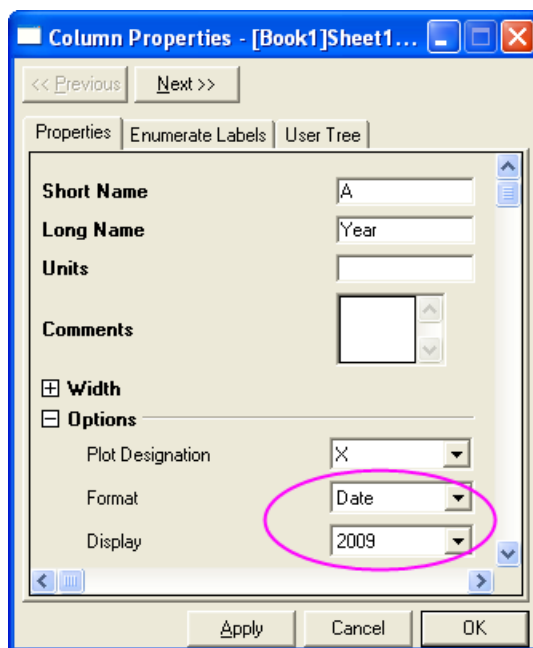 Column Properties - [Book1]Sheet1...
<< Previous Next >>
Properties Enumerate Labels User Tree
Short Name A
Long Name Year
Units
Comments
Width
Options
Plot Designation X
Format Date
Display 2009
Apply Cancel OK